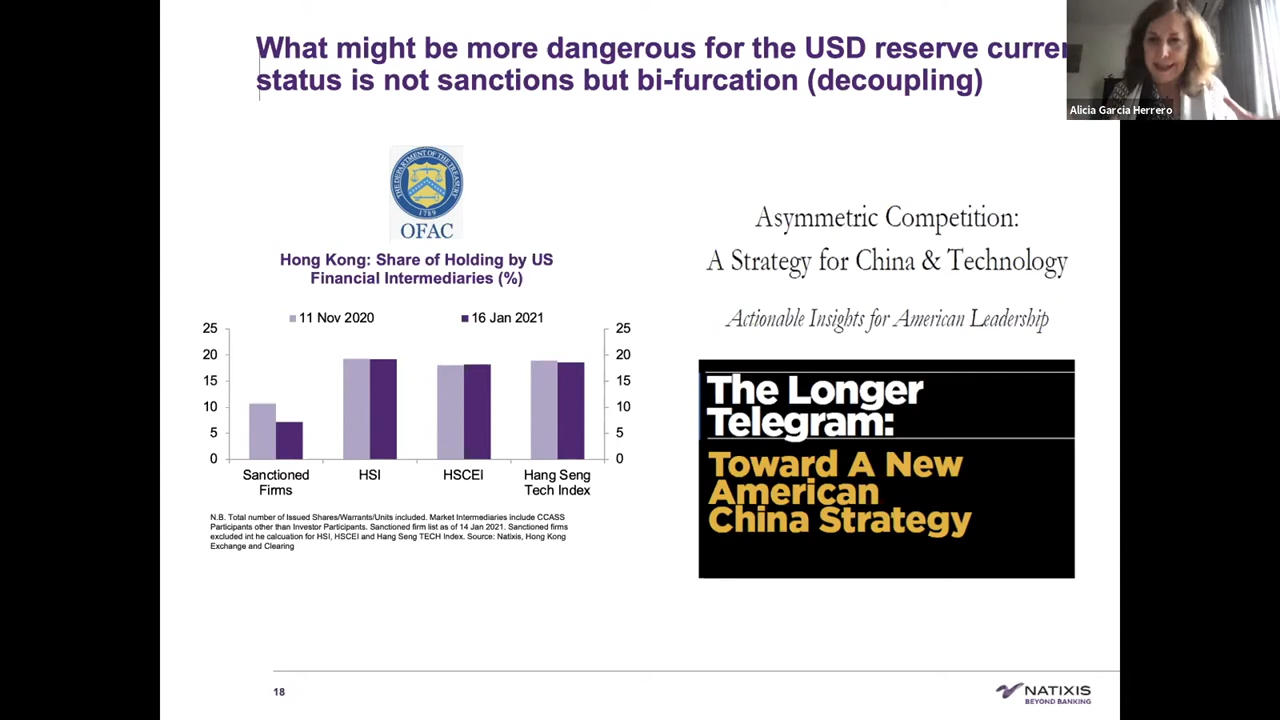 What might be more dangerous for the USD reserve curren
status is not sanctions but bi-furcation (decoupling)
Alicia Garcia Herrero
THE DEPARTMENT OF THE TREASURY
1789
OFAC
Hong Kong: Share of Holding by US
Financial Intermediaries (%)
11 Nov 2020 16 Jan 2021
25 25
20 20
15 15
10 10
5 5
0 0
Sanctioned HSI HSCEI Hang Seng
Firms Tech Index
N.B. Total number of Issued Shares/Warrants/Units included. Market Intermediaries include CCASS
Participants other than Investor Participants. Sanctioned firm list as of 14 Jan 2021. Sanctioned firms
excluded int he calcuation for HSI, HSCEI and Hang Seng TECH Index. Source: Natixis, Hong Kong
Exchange and Clearing
Asymmetric Competition:
A Strategy for China & Technology
Actionable Insights for American Leadership
The Longer
Telegram:
Toward A New
American
China Strategy
18
NATIXIS
BEYOND BANKING